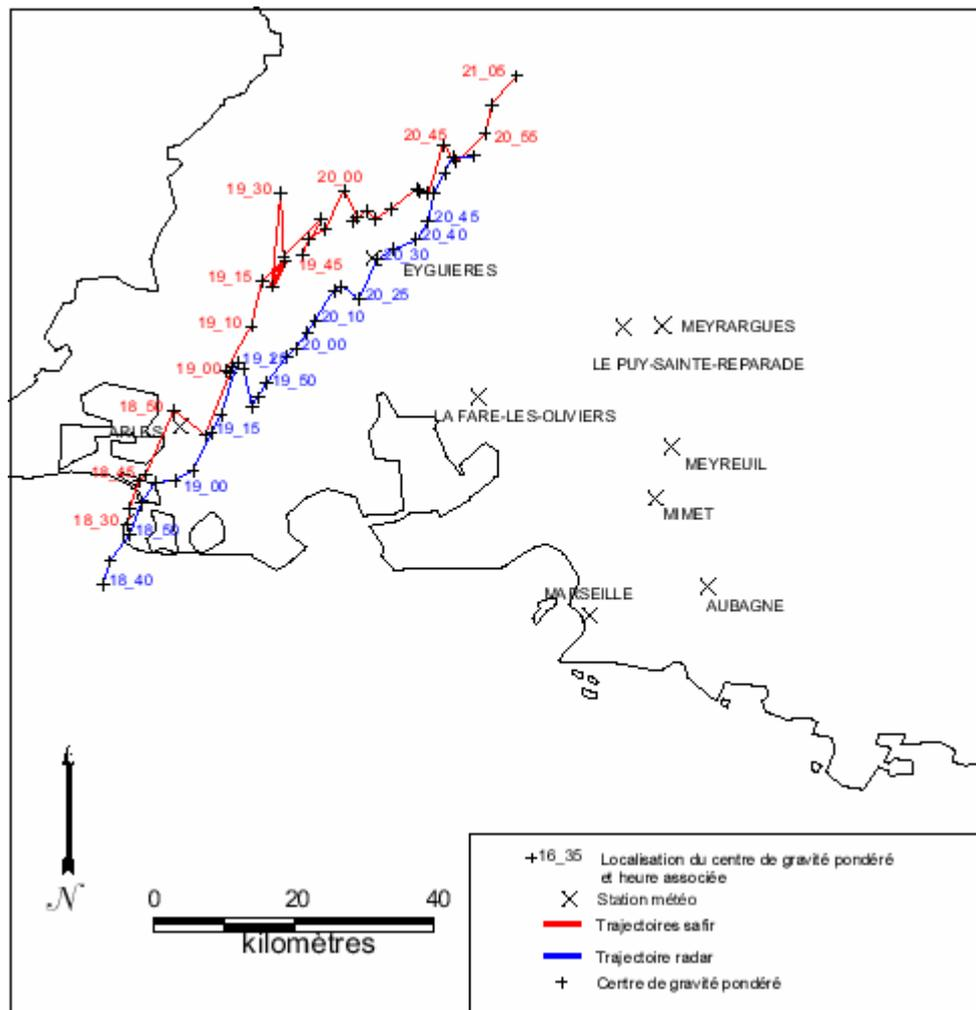 21_05
20_45
20_55
19_30
20_00
20_45
20_40
19_45
20_30
EYGUIERES
19_15
20_25
19_10
20_10
MEYRARGUES
20_00
19_00
LE PUY-SAINTE-REPARADE
19_50
18_50
LA FARE-LES-OLIVIERS
ARLES
19_15
MEYREUIL
18_45
19_00
MIMET
18_30
18_50
18_40
MARSEILLE
AUBAGNE
N
0 20 40
kilomètres
16_35 Localisation du centre de gravité pondéré
et heure associée
Station météo
Trajectoires safir
Trajectoire radar
Centre de gravité pondéré